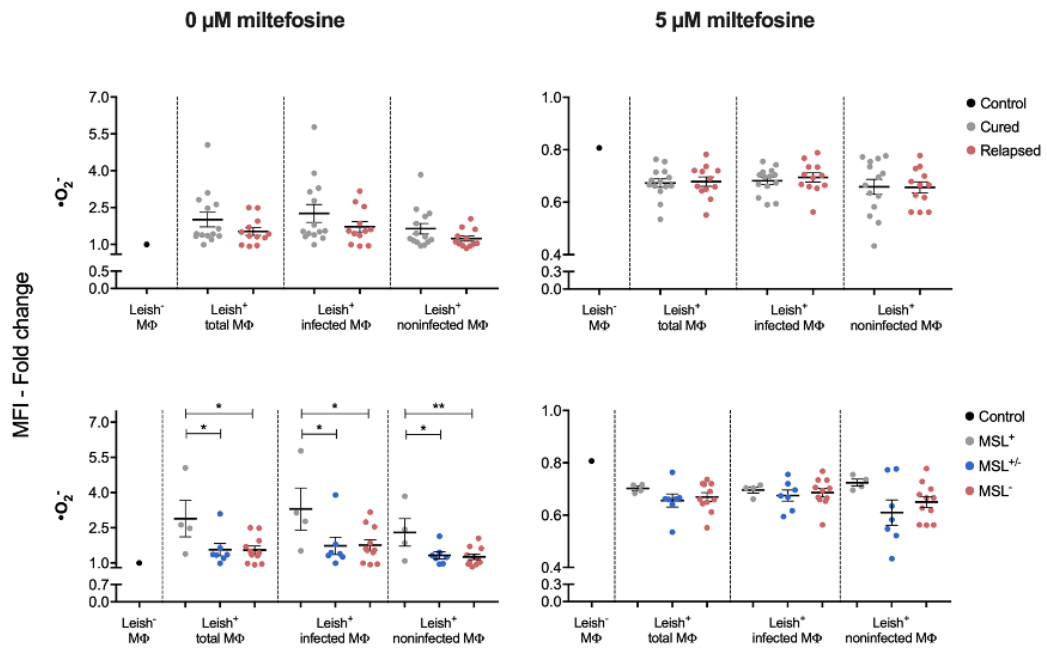 0 µM miltefosine
5 µM miltefosine
MFI - Fold change
•O₂⁻
7.0
5.5
4.0
2.5
1.0
0.5
0.0
Leish⁻
MΦ
Leish⁺
total MΦ
Leish⁺
infected MΦ
Leish⁺
noninfected MΦ
1.0
0.8
0.6
0.4
0.3
0.0
Leish⁻
MΦ
Leish⁺
total MΦ
Leish⁺
infected MΦ
Leish⁺
noninfected MΦ
Control
Cured
Relapsed
•O₂⁻
7.0
5.5
4.0
2.5
1.0
0.7
0.0
*
*
*
*
**
*
Leish⁻
MΦ
Leish⁺
total MΦ
Leish⁺
infected MΦ
Leish⁺
noninfected MΦ
1.0
0.8
0.6
0.4
0.3
0.0
Leish⁻
MΦ
Leish⁺
total MΦ
Leish⁺
infected MΦ
Leish⁺
noninfected MΦ
Control
MSL⁺
MSL⁺/⁻
MSL⁻